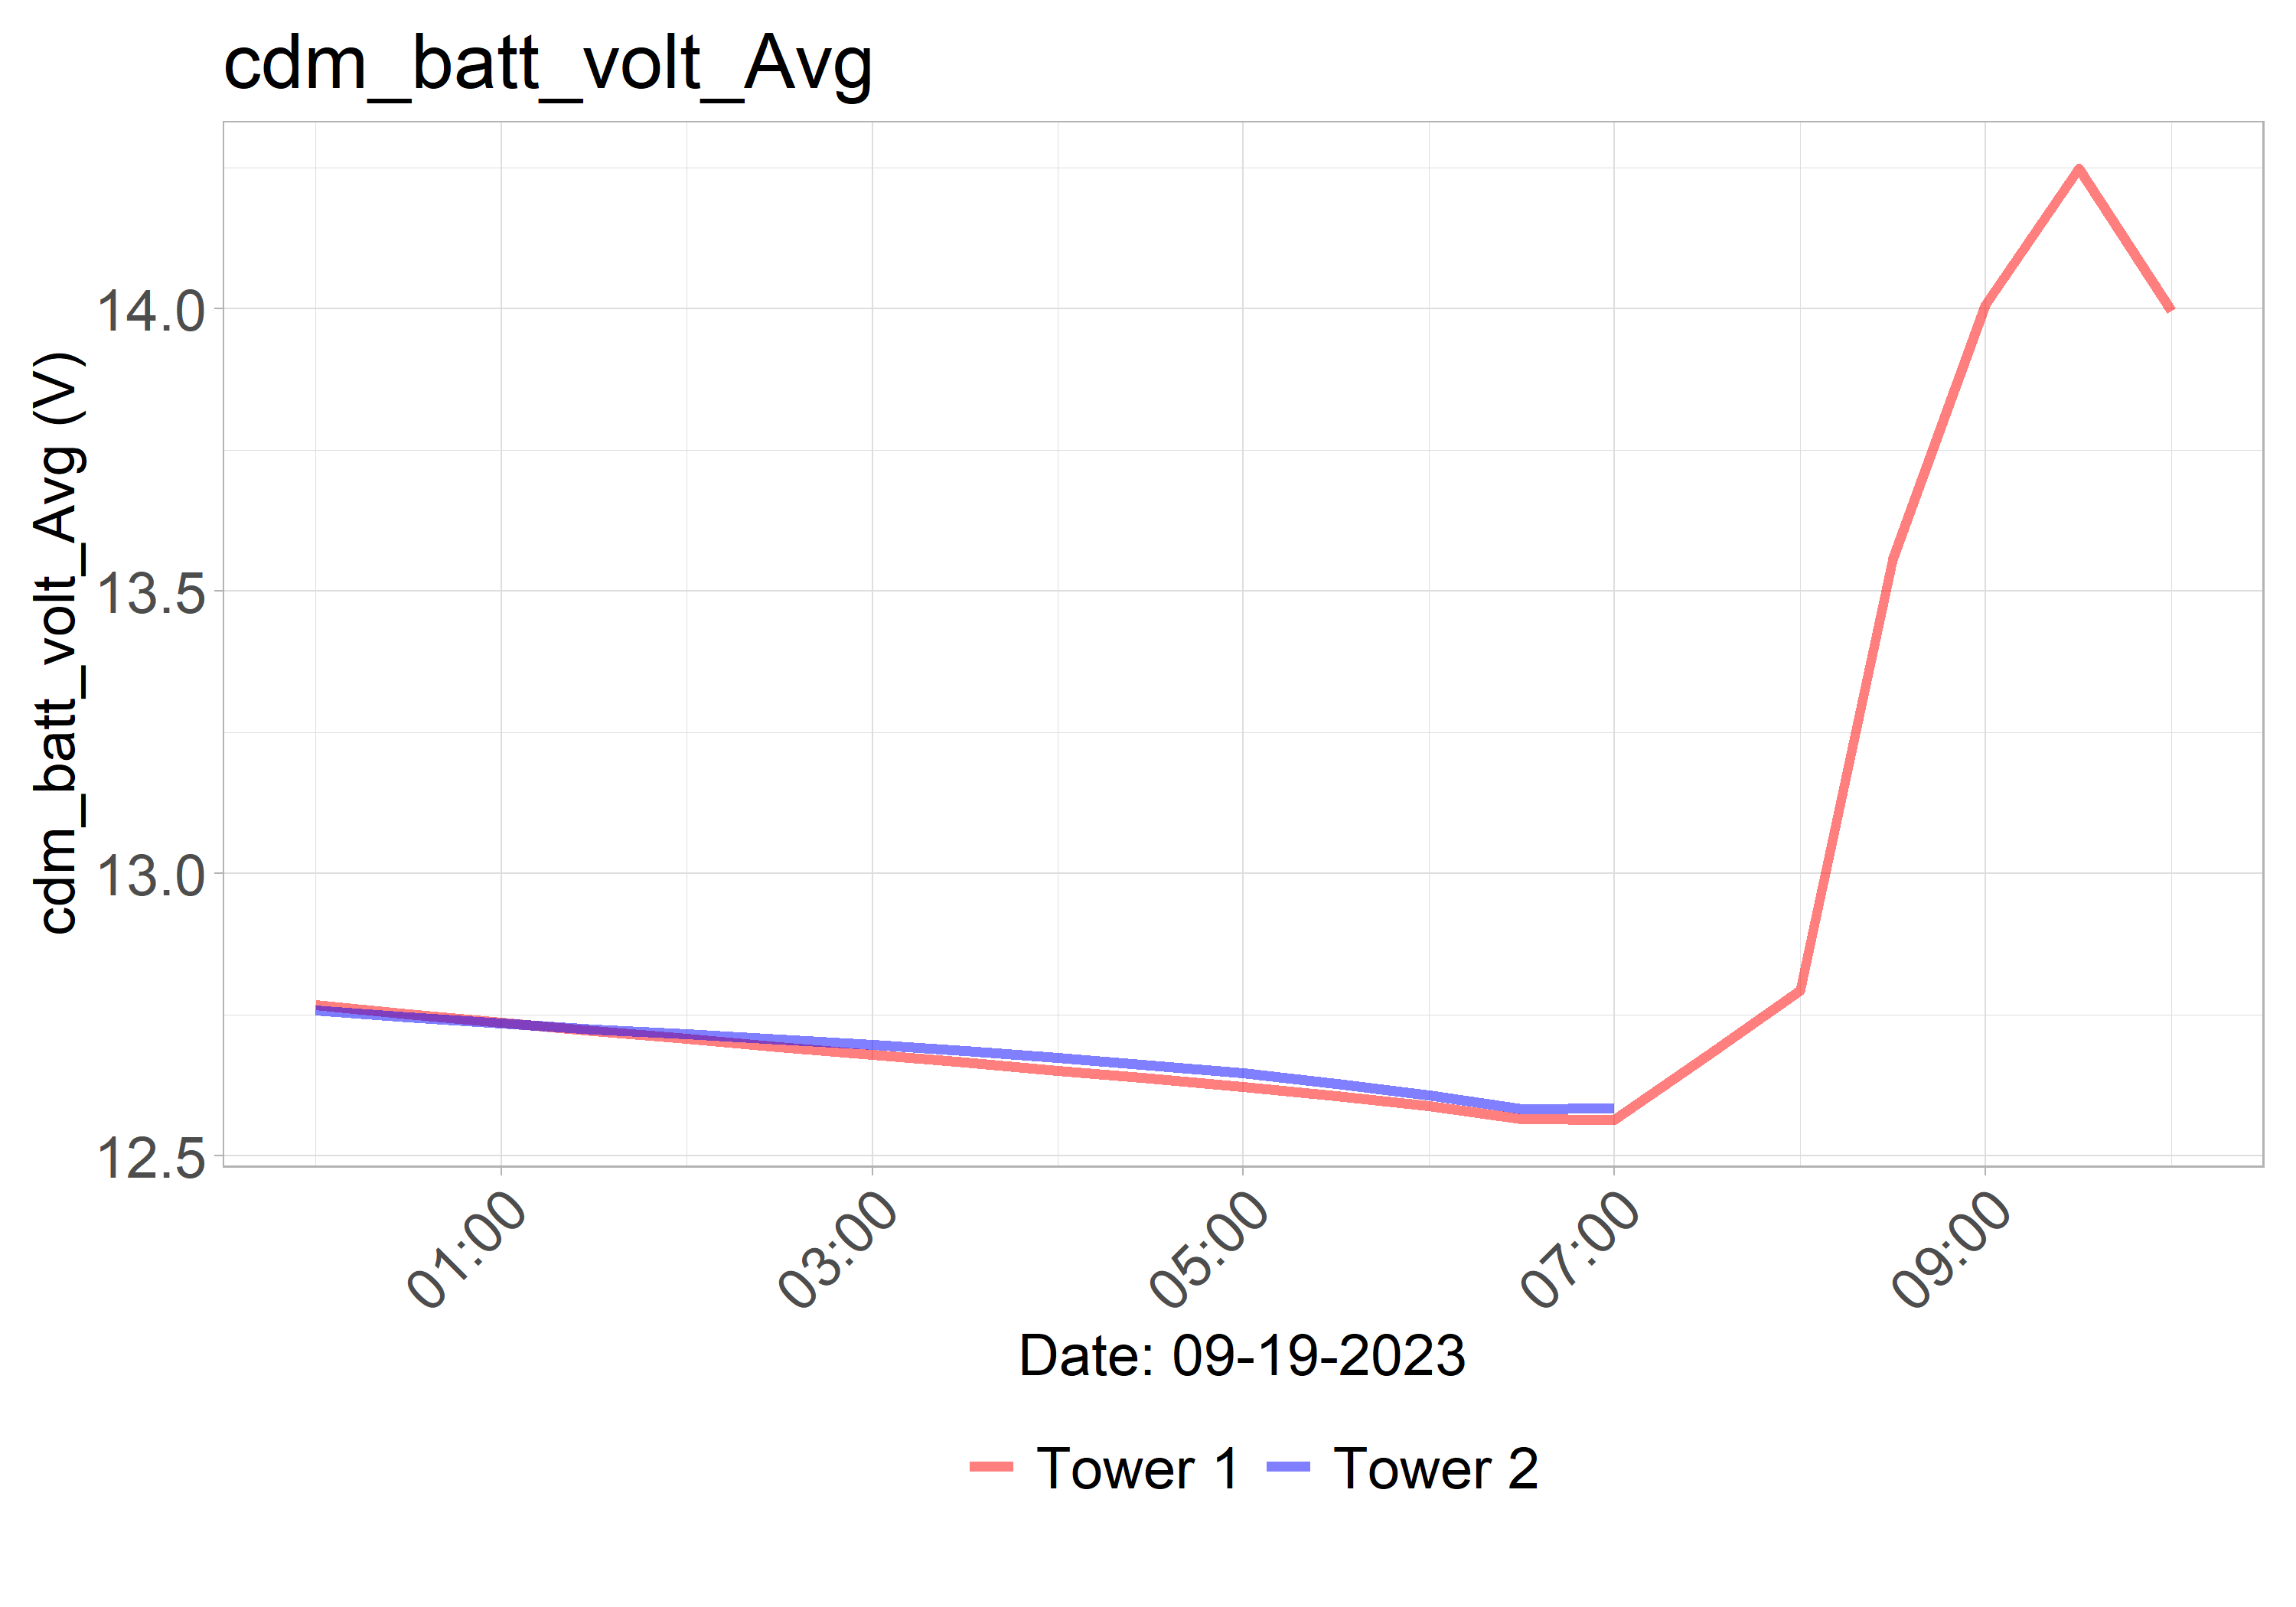 cdm_batt_volt_Avg
cdm_batt_volt_Avg (V)
14.0
13.5
13.0
12.5
01:00
03:00
05:00
07:00
09:00
Date: 09-19-2023
Tower 1
Tower 2